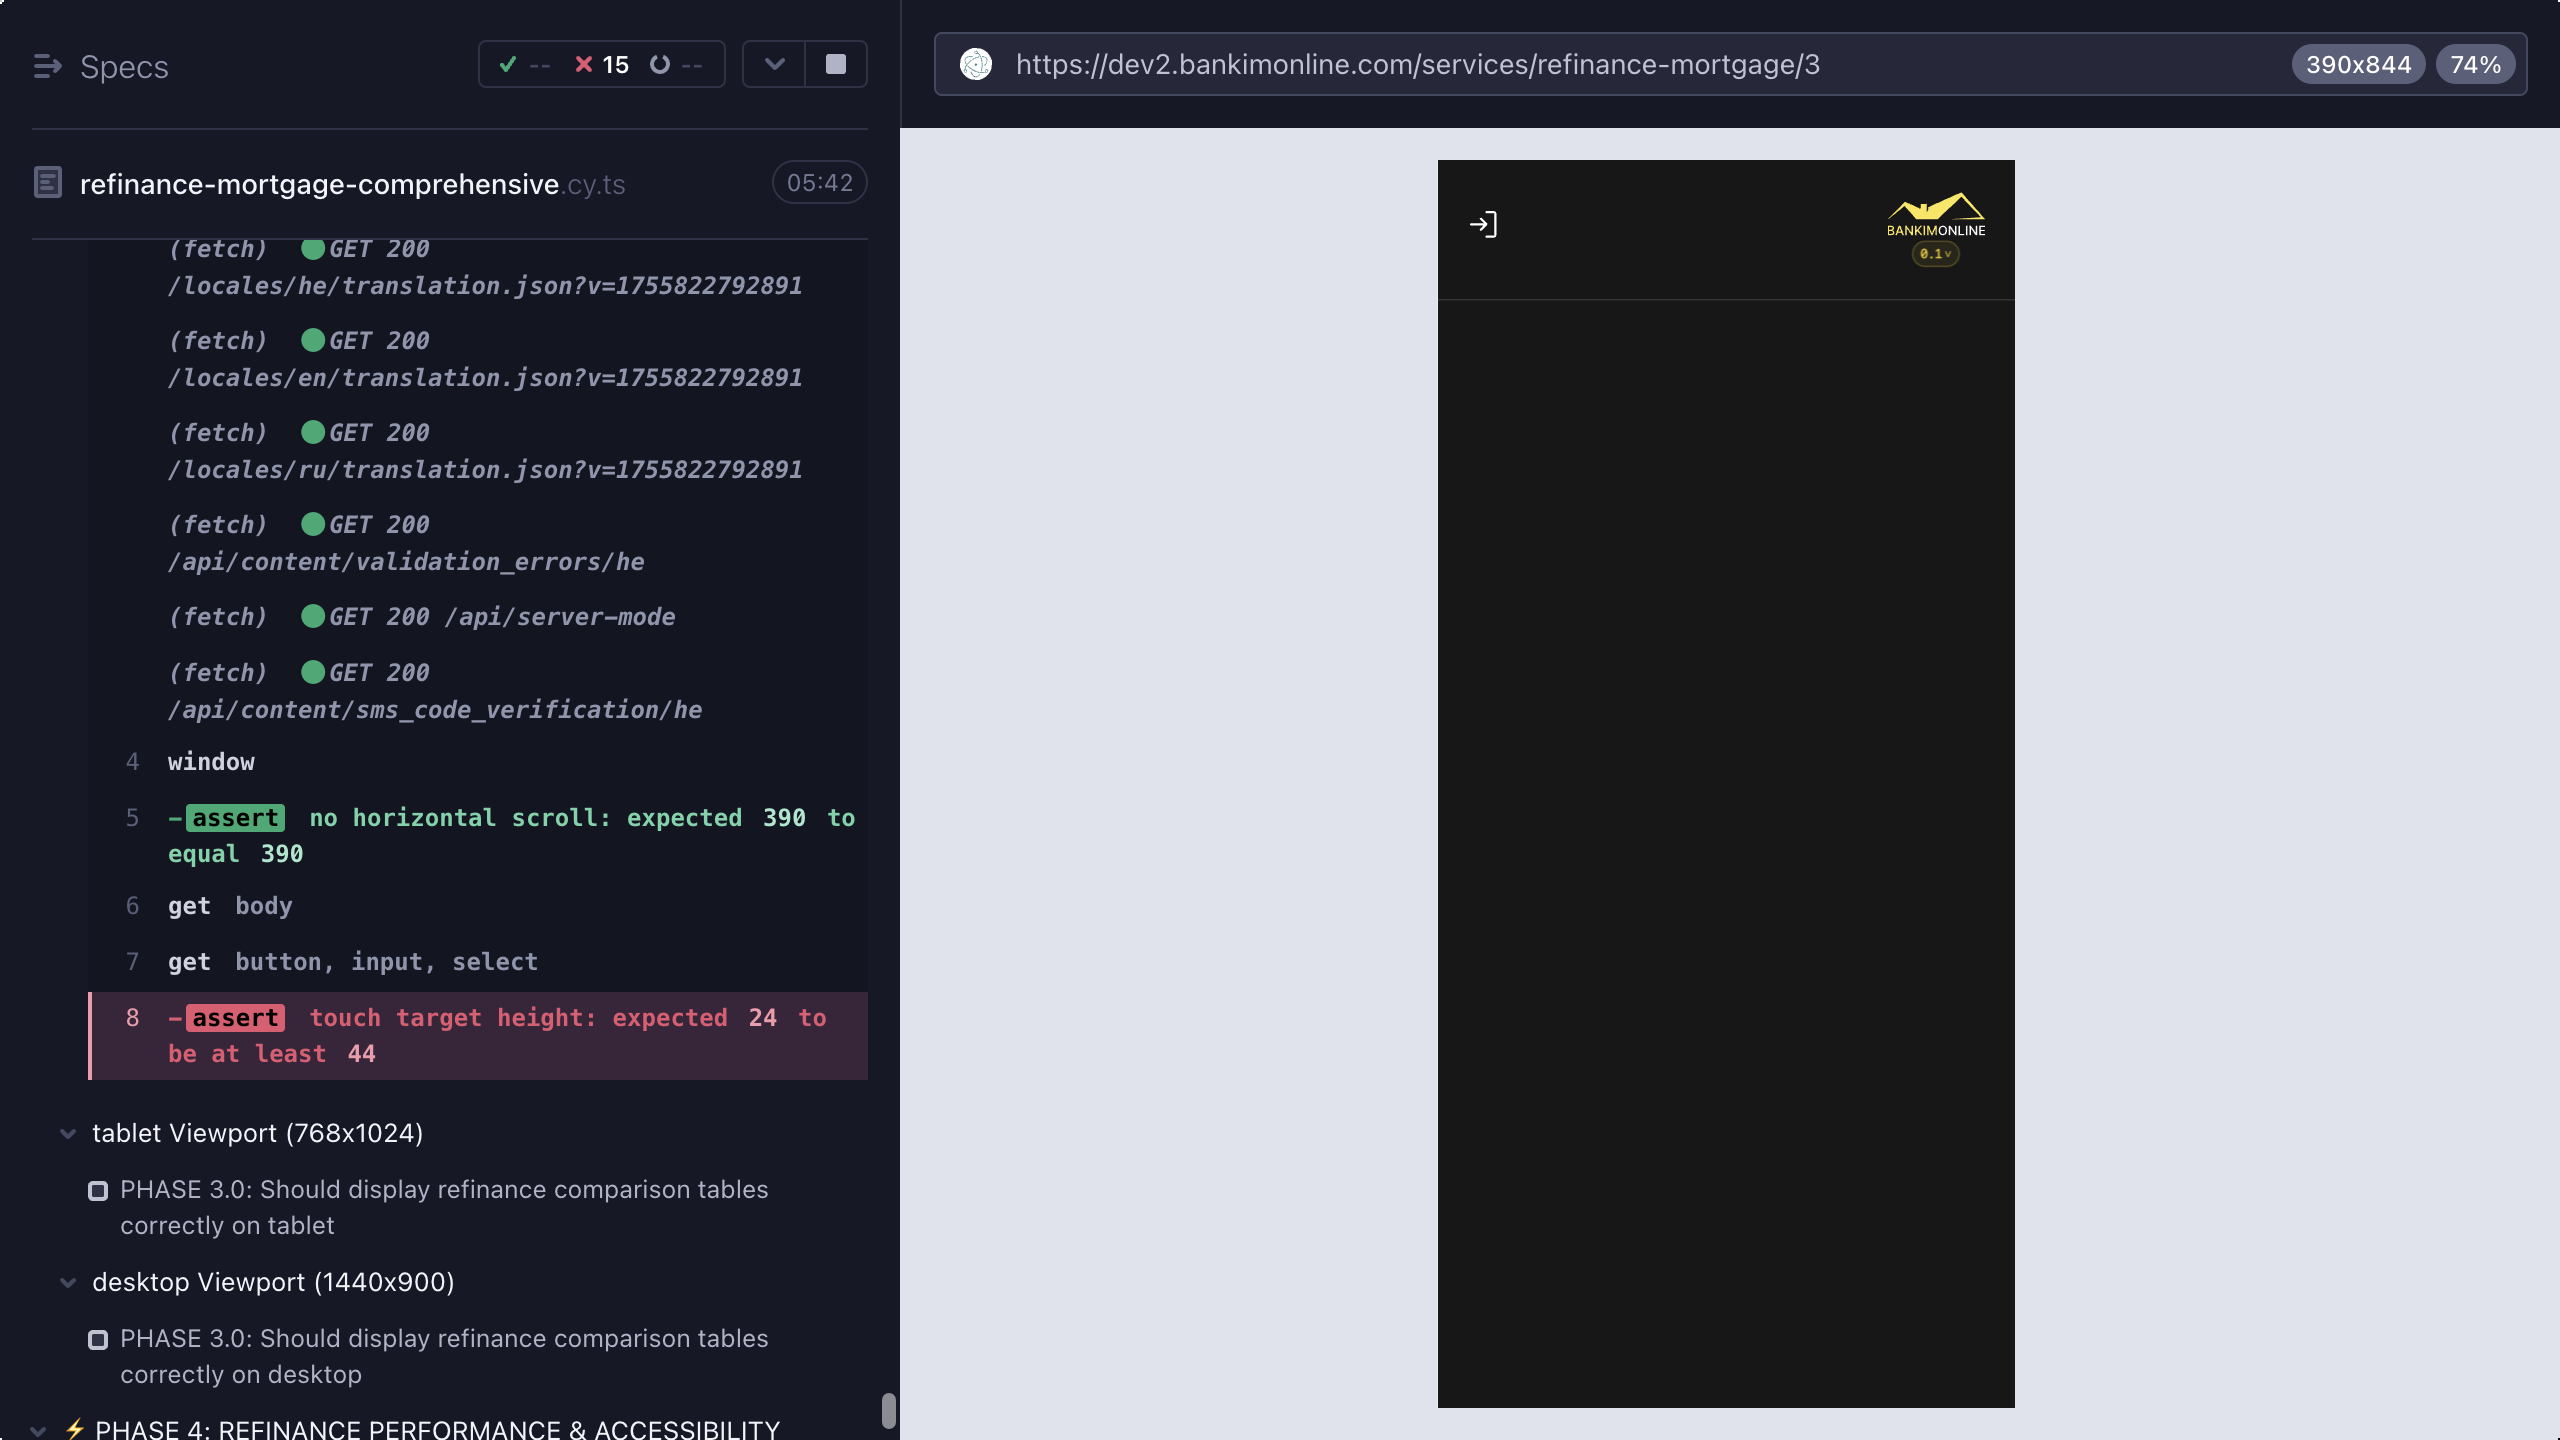 Specs
-- 15 --
refinance-mortgage-comprehensive.cy.ts
05:42
(fetch) GET 200
/locales/he/translation.json?v=1755822792891
(fetch) GET 200
/locales/en/translation.json?v=1755822792891
(fetch) GET 200
/locales/ru/translation.json?v=1755822792891
(fetch) GET 200
/api/content/validation_errors/he
(fetch) GET 200 /api/server-mode
(fetch) GET 200
/api/content/sms_code_verification/he
4 window
5 -assert no horizontal scroll: expected 390 to
equal 390
6 get body
7 get button, input, select
8 -assert touch target height: expected 24 to
be at least 44
tablet Viewport (768x1024)
PHASE 3.0: Should display refinance comparison tables
correctly on tablet
desktop Viewport (1440x900)
PHASE 3.0: Should display refinance comparison tables
correctly on desktop
⚡ PHASE 4: REFINANCE PERFORMANCE & ACCESSIBILITY
https://dev2.bankimonline.com/services/refinance-mortgage/3
390x844
74%
BANKIMONLINE
0.1v